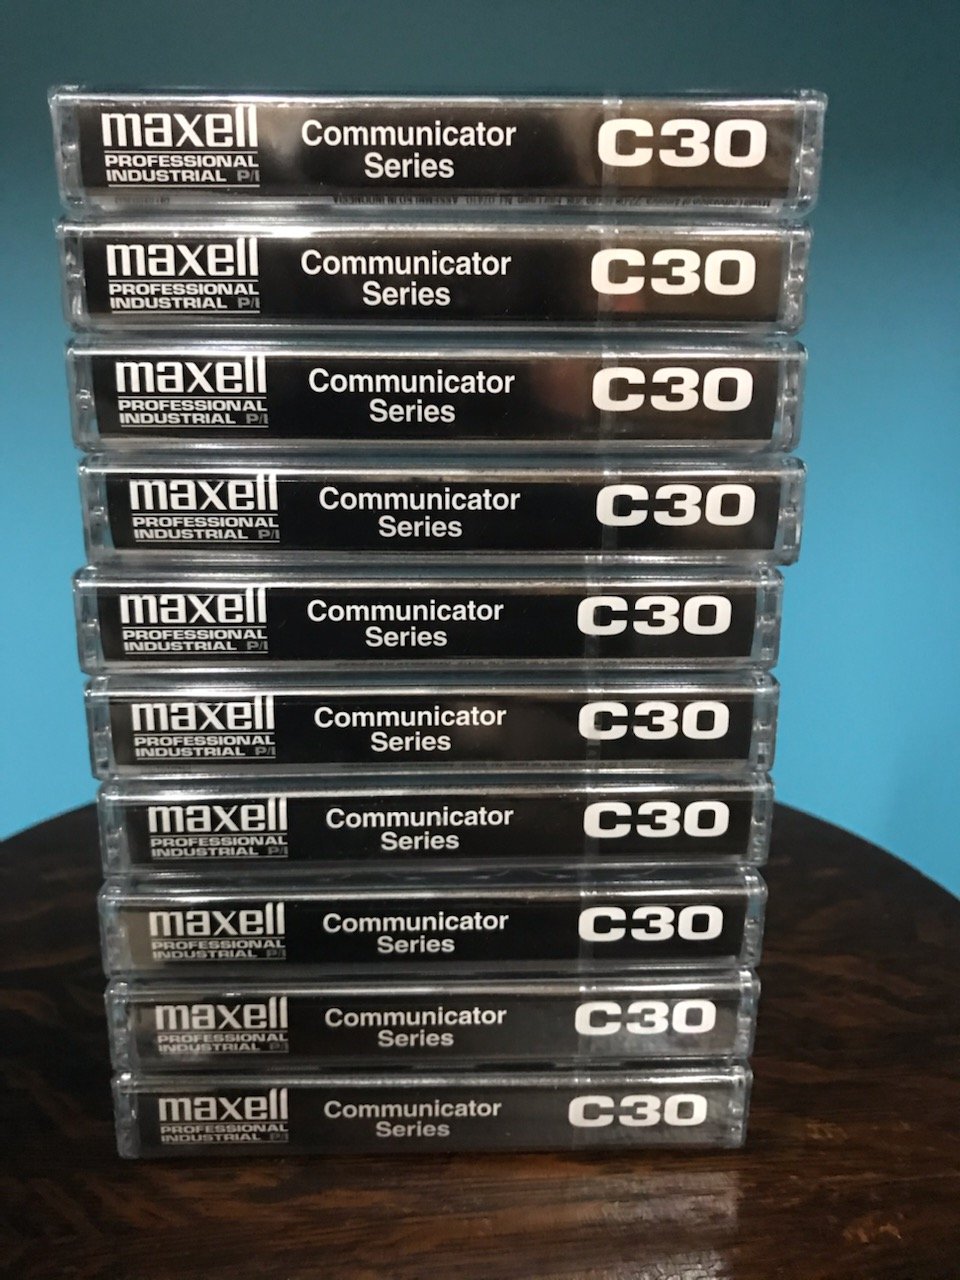 maxell Communicator C30
PROFESSIONAL Series
INDUSTRIAL P/I
ASSEMBLED IN INDONESIA
maxell Communicator C30
PROFESSIONAL Series
INDUSTRIAL P/I
maxell Communicator C30
PROFESSIONAL Series
INDUSTRIAL P/I
maxell Communicator C30
PROFESSIONAL Series
INDUSTRIAL P/I
maxell Communicator C30
PROFESSIONAL Series
INDUSTRIAL P/I
maxell Communicator C30
PROFESSIONAL Series
INDUSTRIAL P/I
maxell Communicator C30
PROFESSIONAL Series
INDUSTRIAL P/I
maxell Communicator C30
PROFESSIONAL Series
INDUSTRIAL P/I
maxell Communicator C30
PROFESSIONAL Series
INDUSTRIAL P/I
maxell Communicator C30
PROFESSIONAL Series
INDUSTRIAL P/I